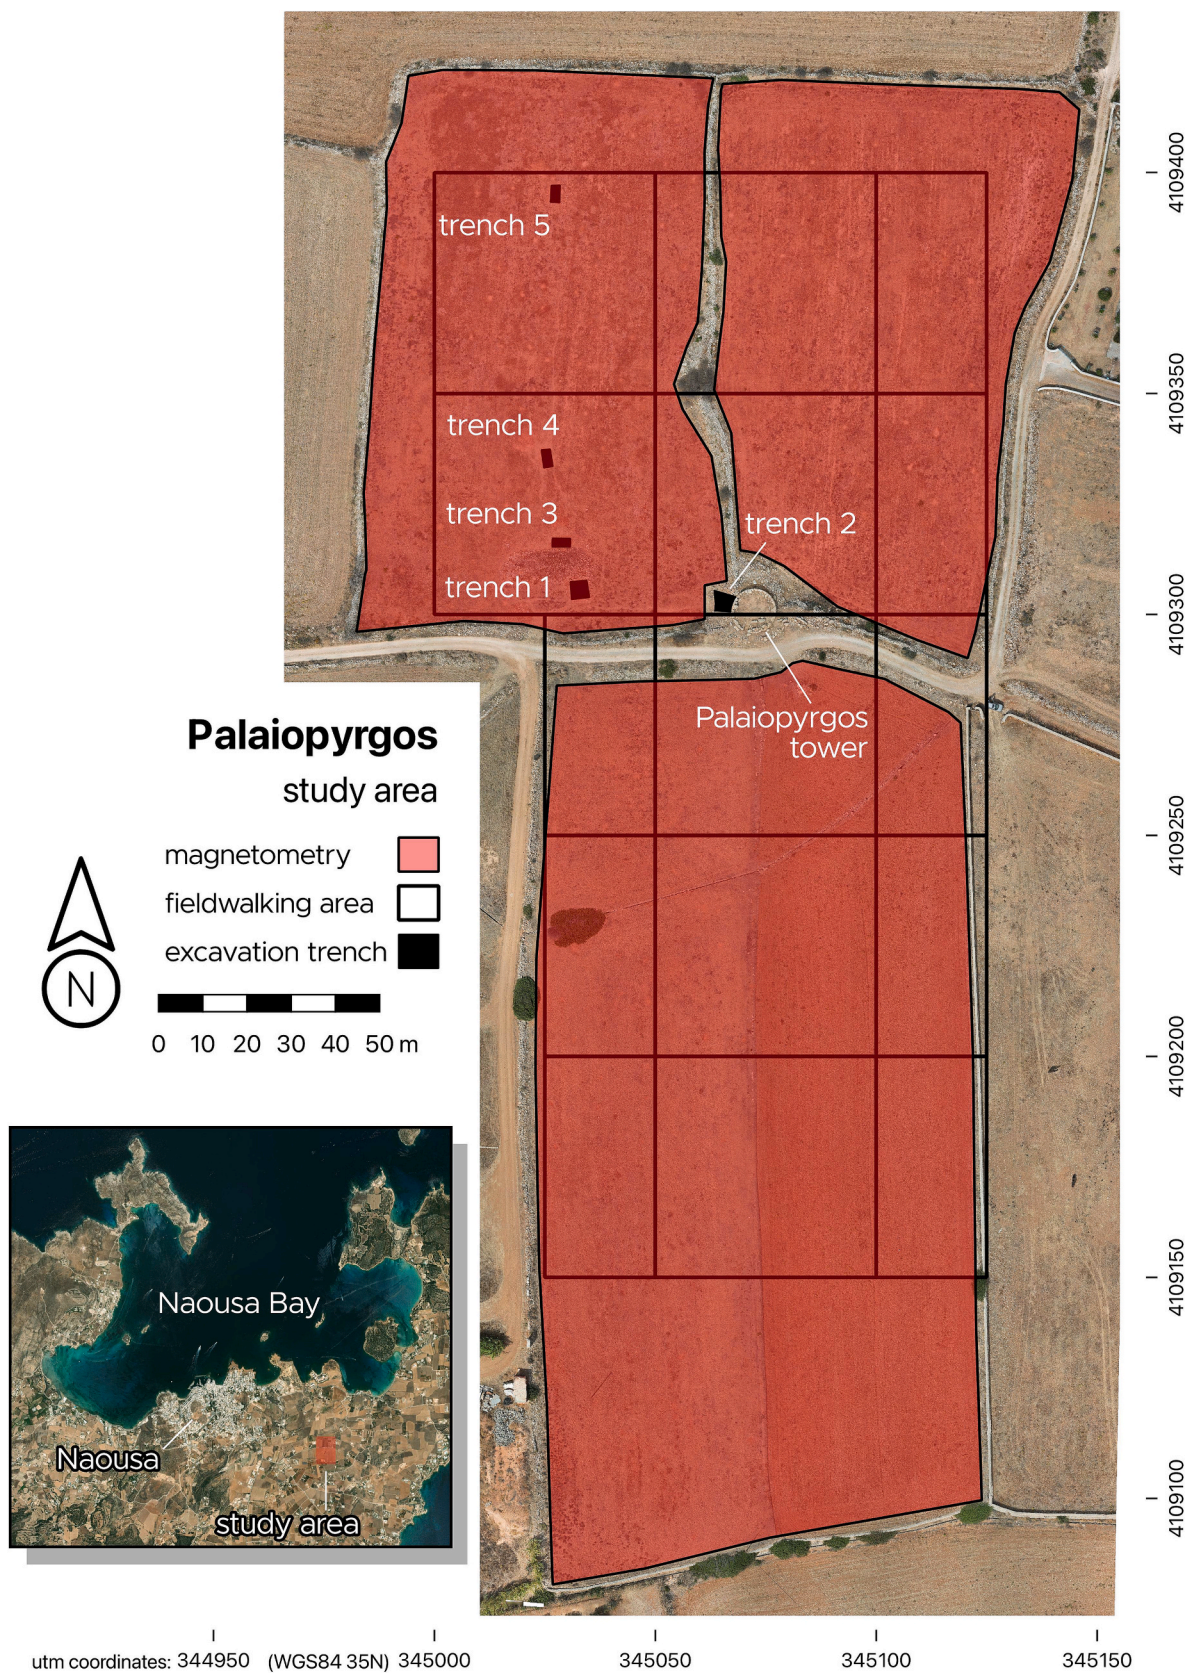 4109400
trench 5
4109350
trench 4
trench 3
trench 2
trench 1
4109300
Palaiopyrgos
tower
Palaiopyrgos
study area
magnetometry
fieldwalking area
excavation trench
N
0 10 20 30 40 50 m
4109250
4109200
4109150
4109100
Naousa Bay
Naousa
study area
utm coordinates: 344950 (WGS84 35N) 345000 345050 345100 345150